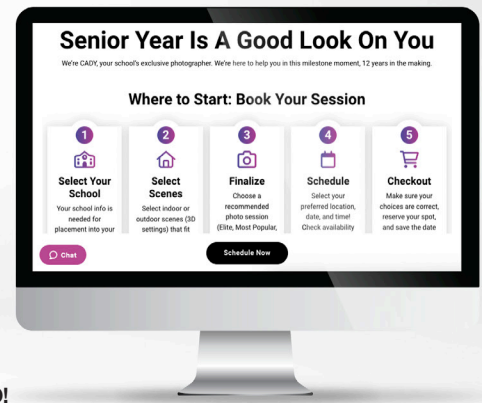 Senior Year Is A Good Look On You
We're CADY, your school's exclusive photographer. We're here to help you in this milestone moment, 12 years in the making.
Where to Start: Book Your Session
1
Select Your
School
Your school info is
needed for
placement into your
2
Select
Scenes
Select indoor or
outdoor scenes (3D
settings) that fit
3
Finalize
Choose a
recommended
photo session
(Elite, Most Popular,
4
Schedule
Select your
preferred location,
date, and time!
Check availability
5
Checkout
Make sure your
choices are correct,
reserve your spot,
and save the date
Chat
Schedule Now